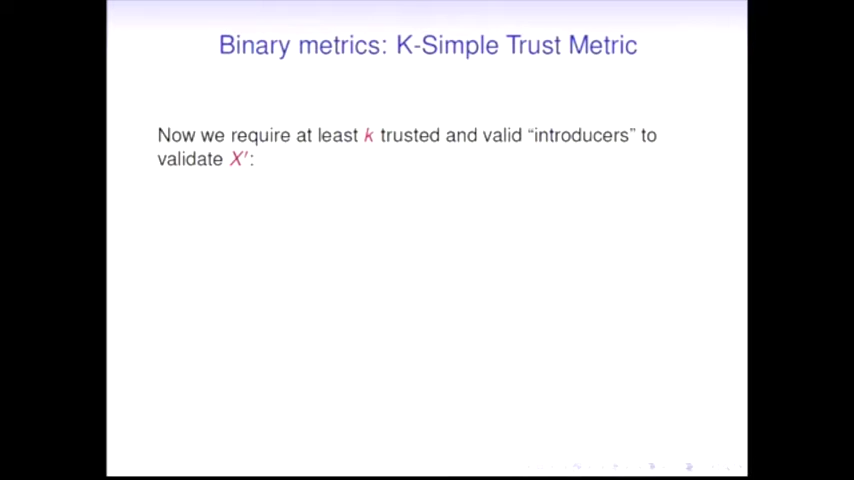 Binary metrics: K-Simple Trust Metric
Now we require at least k trusted and valid “introducers” to
validate X′: